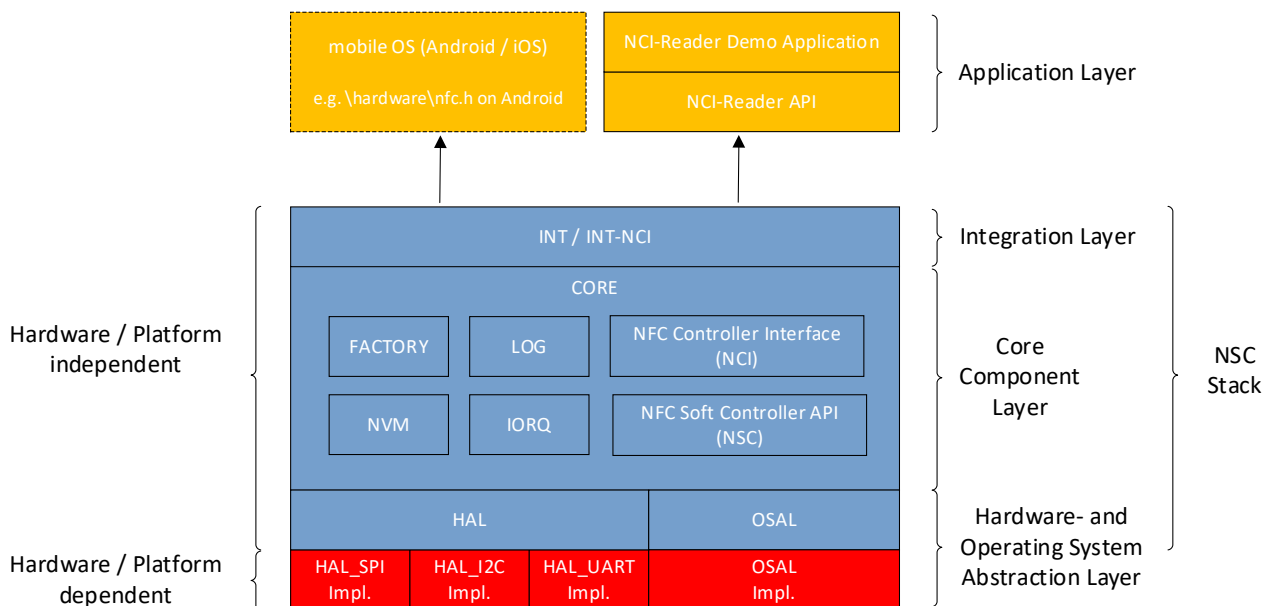 mobile OS (Android / iOS)
e.g. \hardware\nfc.h on Android
NCI-Reader Demo Application
NCI-Reader API
Application Layer
INT / INT-NCI
Integration Layer
CORE
FACTORY
LOG
NFC Controller Interface
(NCI)
NVM
IORQ
NFC Soft Controller API
(NSC)
Hardware / Platform
independent
Core
Component
Layer
NSC
Stack
HAL
OSAL
Hardware- and
Operating System
Abstraction Layer
Hardware / Platform
dependent
HAL_SPI
Impl.
HAL_I2C
Impl.
HAL_UART
Impl.
OSAL
Impl.